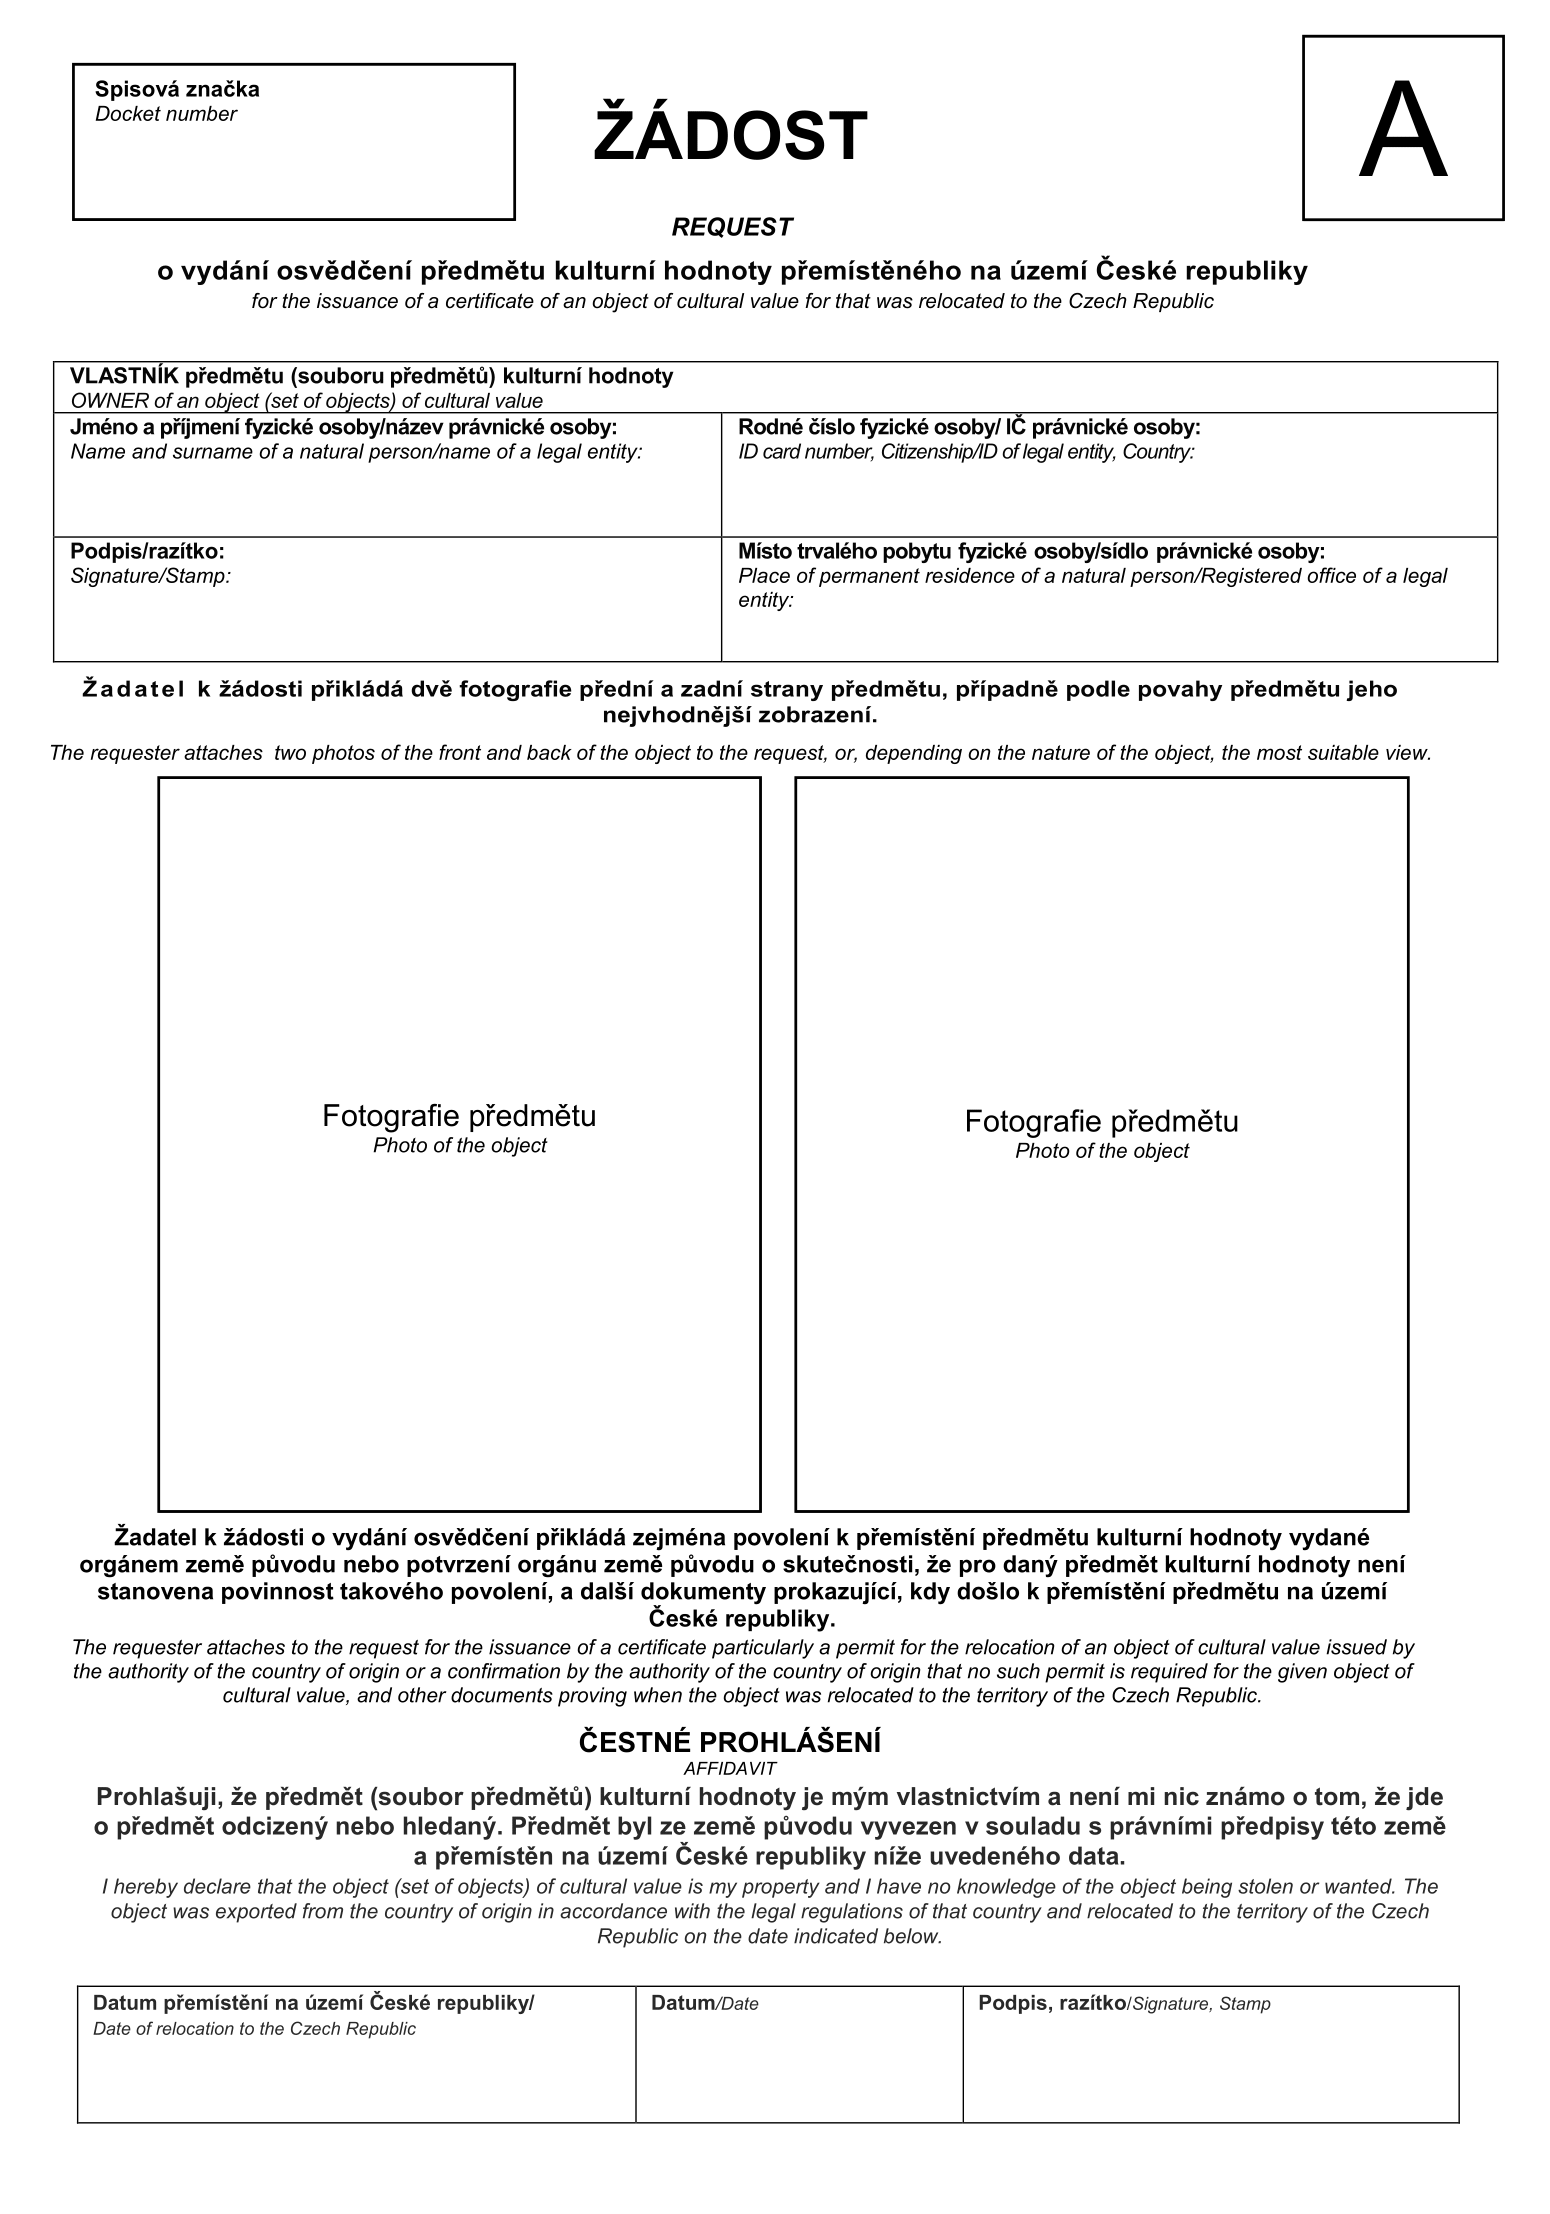 Spisová značka
Docket number
A
ŽÁDOST
REQUEST
o vydání osvědčení předmětu kulturní hodnoty přemístěného na území České republiky
for the issuance of a certificate of an object of cultural value for that was relocated to the Czech Republic
VLASTNÍK předmětu (souboru předmětů) kulturní hodnoty
OWNER of an object (set of objects) of cultural value
Jméno a příjmení fyzické osoby/název právnické osoby:
Name and surname of a natural person/name of a legal entity:
Rodné číslo fyzické osoby/ IČ právnické osoby:
ID card number, Citizenship/ID of legal entity, Country:
Podpis/razítko:
Signature/Stamp:
Místo trvalého pobytu fyzické osoby/sídlo právnické osoby:
Place of permanent residence of a natural person/Registered office of a legal
entity:
Žadatel k žádosti přikládá dvě fotografie přední a zadní strany předmětu, případně podle povahy předmětu jeho
nejvhodnější zobrazení.
The requester attaches two photos of the front and back of the object to the request, or, depending on the nature of the object, the most suitable view.
Fotografie předmětu
Photo of the object
Fotografie předmětu
Photo of the object
Žadatel k žádosti o vydání osvědčení přikládá zejména povolení k přemístění předmětu kulturní hodnoty vydané
orgánem země původu nebo potvrzení orgánu země původu o skutečnosti, že pro daný předmět kulturní hodnoty není
stanovena povinnost takového povolení, a další dokumenty prokazující, kdy došlo k přemístění předmětu na území
České republiky.
The requester attaches to the request for the issuance of a certificate particularly a permit for the relocation of an object of cultural value issued by
the authority of the country of origin or a confirmation by the authority of the country of origin that no such permit is required for the given object of
cultural value, and other documents proving when the object was relocated to the territory of the Czech Republic.
ČESTNÉ PROHLÁŠENÍ
AFFIDAVIT
Prohlašuji, že předmět (soubor předmětů) kulturní hodnoty je mým vlastnictvím a není mi nic známo o tom, že jde
o předmět odcizený nebo hledaný. Předmět byl ze země původu vyvezen v souladu s právními předpisy této země
a přemístěn na území České republiky níže uvedeného data.
I hereby declare that the object (set of objects) of cultural value is my property and I have no knowledge of the object being stolen or wanted. The
object was exported from the country of origin in accordance with the legal regulations of that country and relocated to the territory of the Czech
Republic on the date indicated below.
Datum přemístění na území České republiky/
Date of relocation to the Czech Republic
Datum/Date
Podpis, razítko/Signature, Stamp